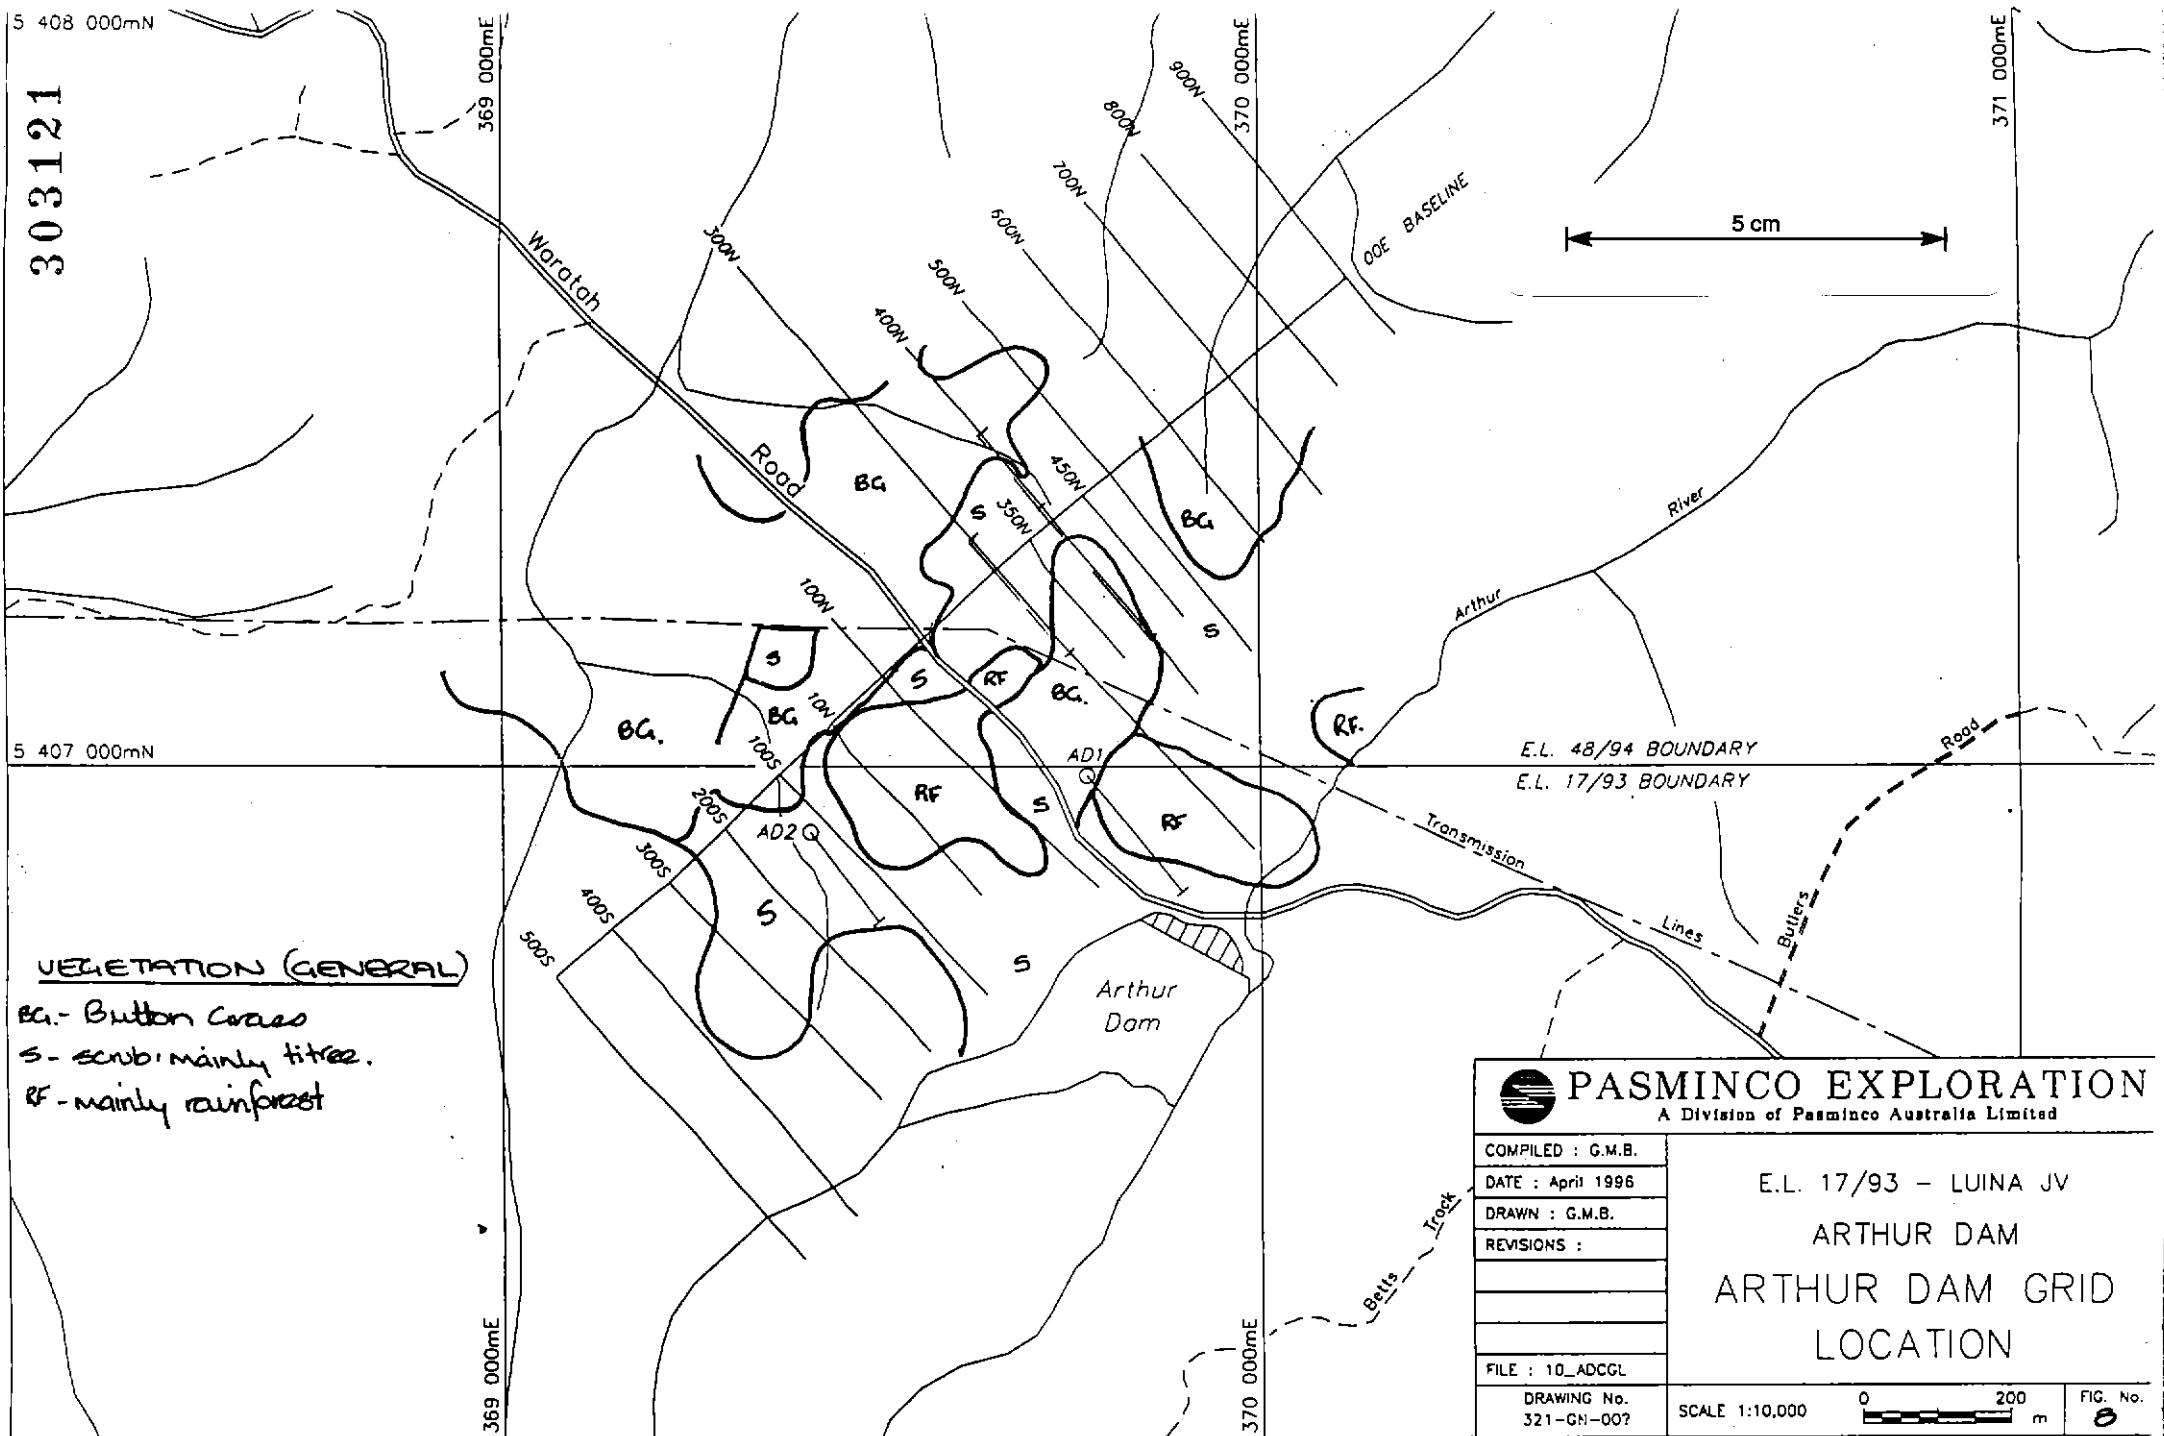 5 408 000mN
303121
369 000mE
370 000mE
371 000mE
900N
800N
700N
600N
500N
400N
300N
OOE BASELINE
5 cm
Waratah
Road
450N
350N
BG
S
BG
100N
10N
S
S
RF
BG.
S
BG
BG.
RF.
River
Arthur
5 407 000mN
100S
200S
300S
400S
500S
AD1
AD2
RF
S
RF
S
S
E.L. 48/94 BOUNDARY
E.L. 17/93 BOUNDARY
Transmission
Lines
Butlers
Road
Arthur
Dam
VEGETATION (GENERAL)
BG.- Button Grass
S - scrub: mainly titree.
RF - mainly rainforest
Betts
Track
369 000mE
370 000mE
PASMINCO EXPLORATION
A Division of Pasminco Australia Limited
COMPILED : G.M.B.
DATE : April 1996
DRAWN : G.M.B.
REVISIONS :
FILE : 10_ADCGL
DRAWING No.
321-GN-007
E.L. 17/93 - LUINA JV
ARTHUR DAM
ARTHUR DAM GRID
LOCATION
SCALE 1:10,000
0 200
m
FIG. No.
8